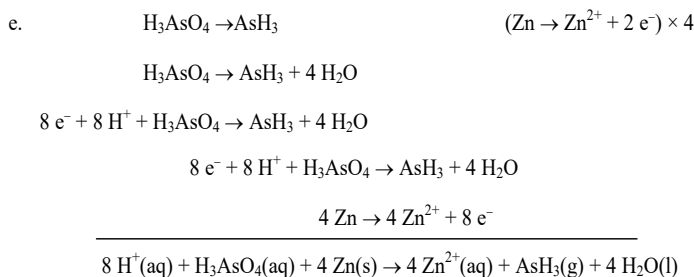 e. H₃AsO₄ →AsH₃ (Zn → Zn²⁺ + 2 e⁻) × 4
H₃AsO₄ → AsH₃ + 4 H₂O
8 e⁻ + 8 H⁺ + H₃AsO₄ → AsH₃ + 4 H₂O
8 e⁻ + 8 H⁺ + H₃AsO₄ → AsH₃ + 4 H₂O
4 Zn → 4 Zn²⁺ + 8 e⁻
8 H⁺(aq) + H₃AsO₄(aq) + 4 Zn(s) → 4 Zn²⁺(aq) + AsH₃(g) + 4 H₂O(l)